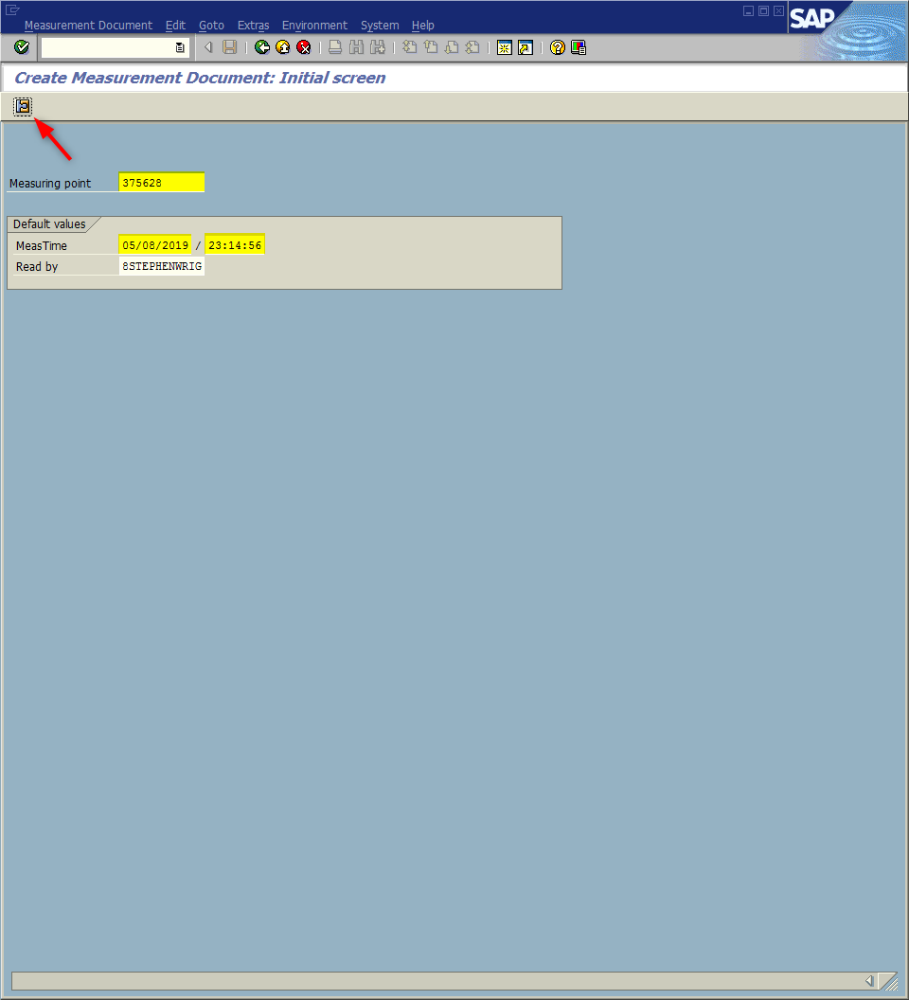 Measurement Document Edit Goto Extras Environment System Help
SAP
Create Measurement Document: Initial screen
Measuring point 375628
Default values
MeasTime 05/08/2019 / 23:14:56
Read by 8STEPHENWRIG